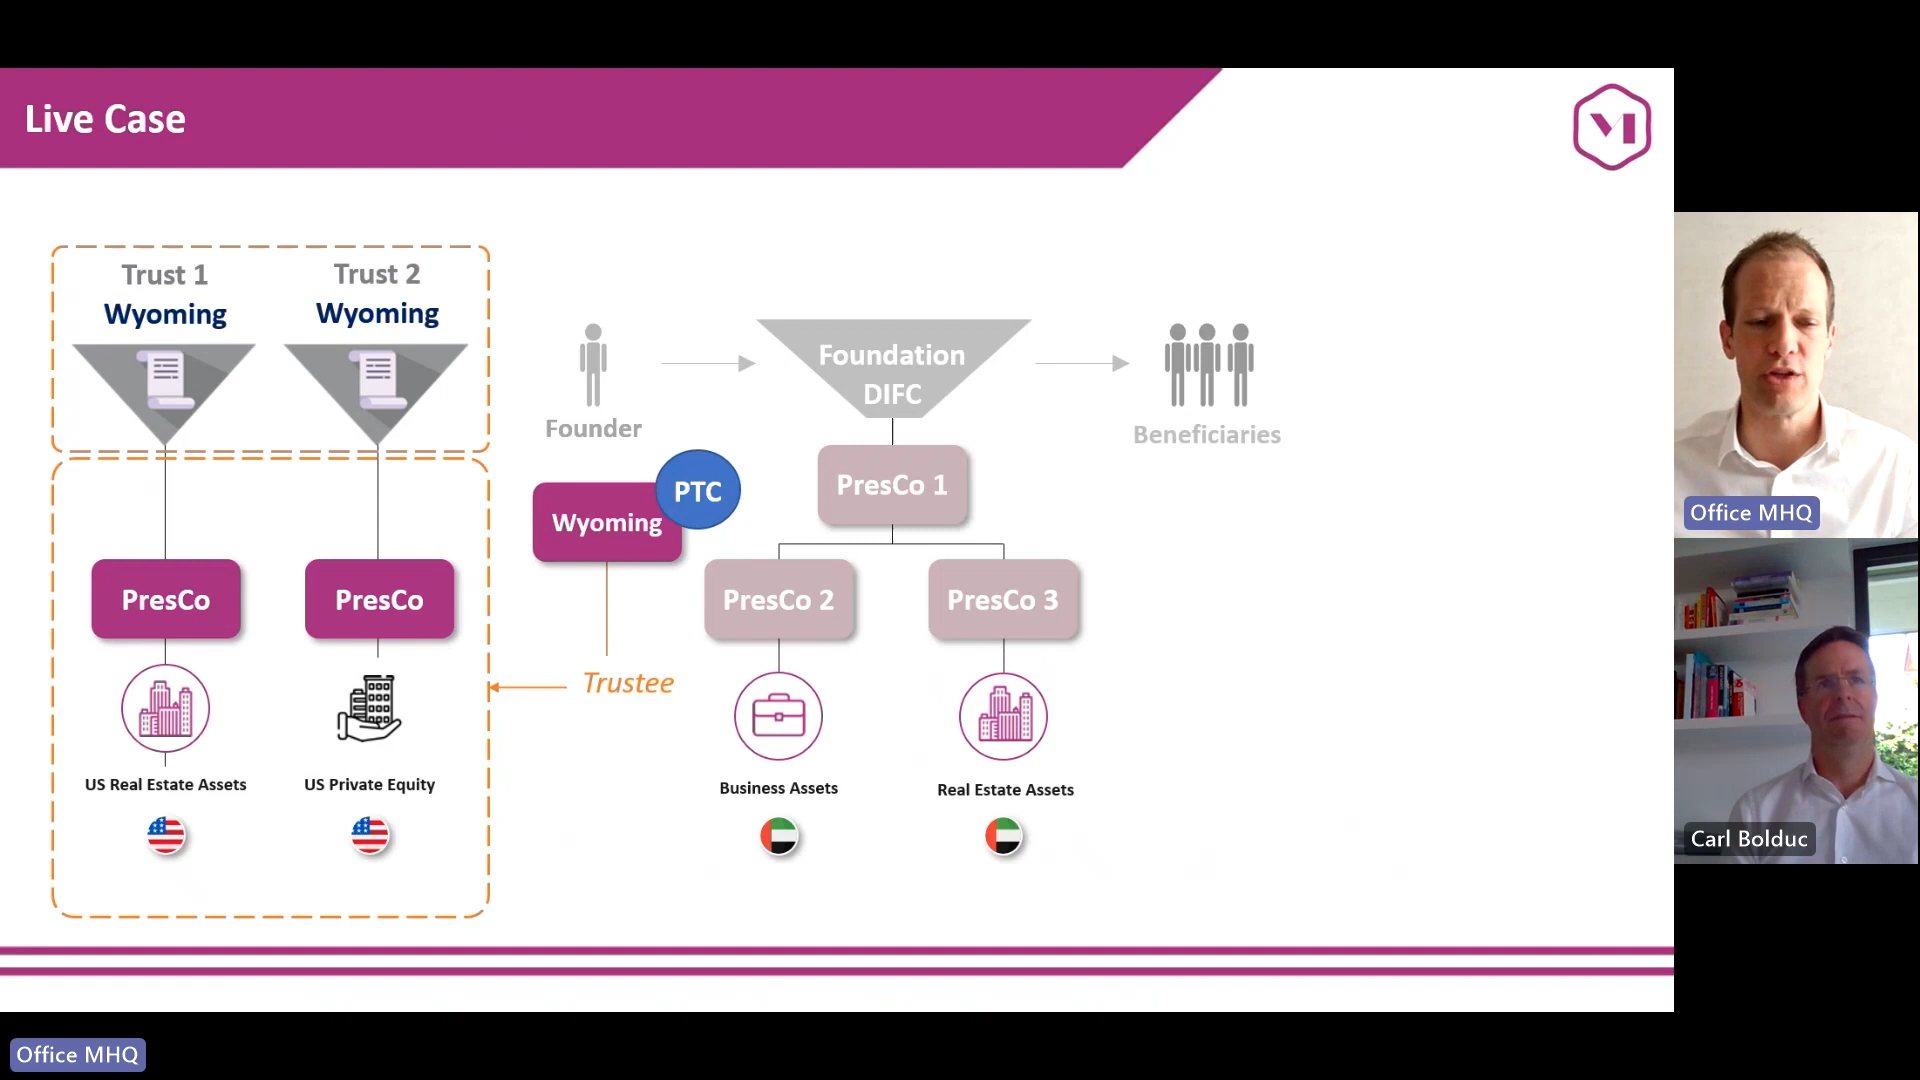 Live Case
Trust 1
Wyoming
Trust 2
Wyoming
Founder
Foundation
DIFC
Beneficiaries
PTC
Wyoming
PresCo 1
PresCo
PresCo
PresCo 2
PresCo 3
Trustee
US Real Estate Assets
US Private Equity
Business Assets
Real Estate Assets
Office MHQ
Carl Bolduc
Office MHQ